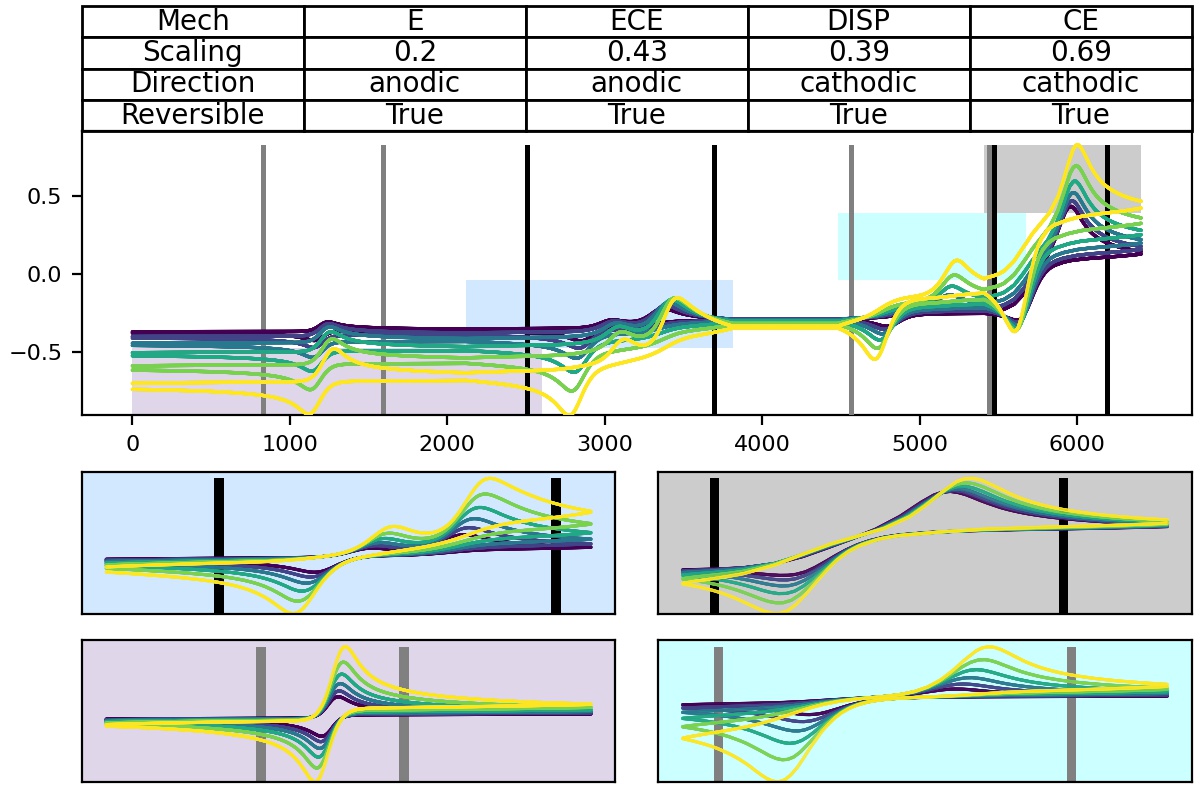 Mech E ECE DISP CE
Scaling 0.2 0.43 0.39 0.69
Direction anodic anodic cathodic cathodic
Reversible True True True True
0.5
0.0
−0.5
0 1000 2000 3000 4000 5000 6000